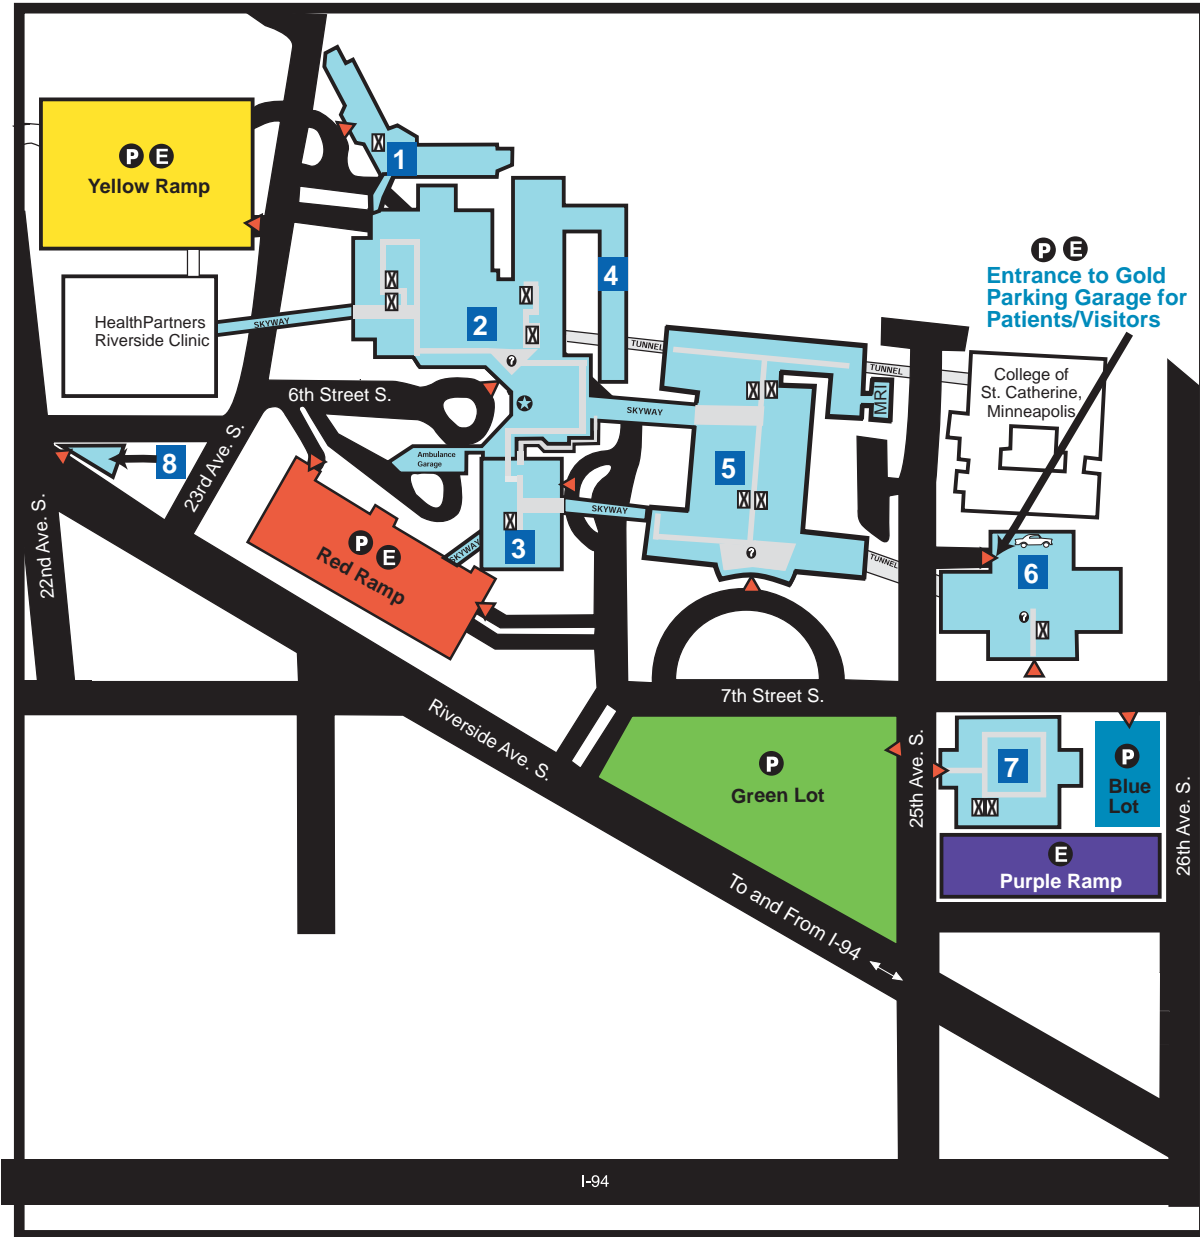 P E
Yellow Ramp
1
HealthPartners
Riverside Clinic
SKYWAY
2
?
4
TUNNEL
TUNNEL
MRI
P E
Entrance to Gold
Parking Garage for
Patients/Visitors
College of
St. Catherine,
Minneapolis
6th Street S.
SKYWAY
Ambulance
Garage
8
23rd Ave. S.
22nd Ave. S.
P E
Red Ramp
SKYWAY
3
SKYWAY
5
?
TUNNEL
6
?
7th Street S.
Riverside Ave. S.
P
Green Lot
25th Ave. S.
7
P
Blue
Lot
26th Ave. S.
E
Purple Ramp
To and From I-94
I-94